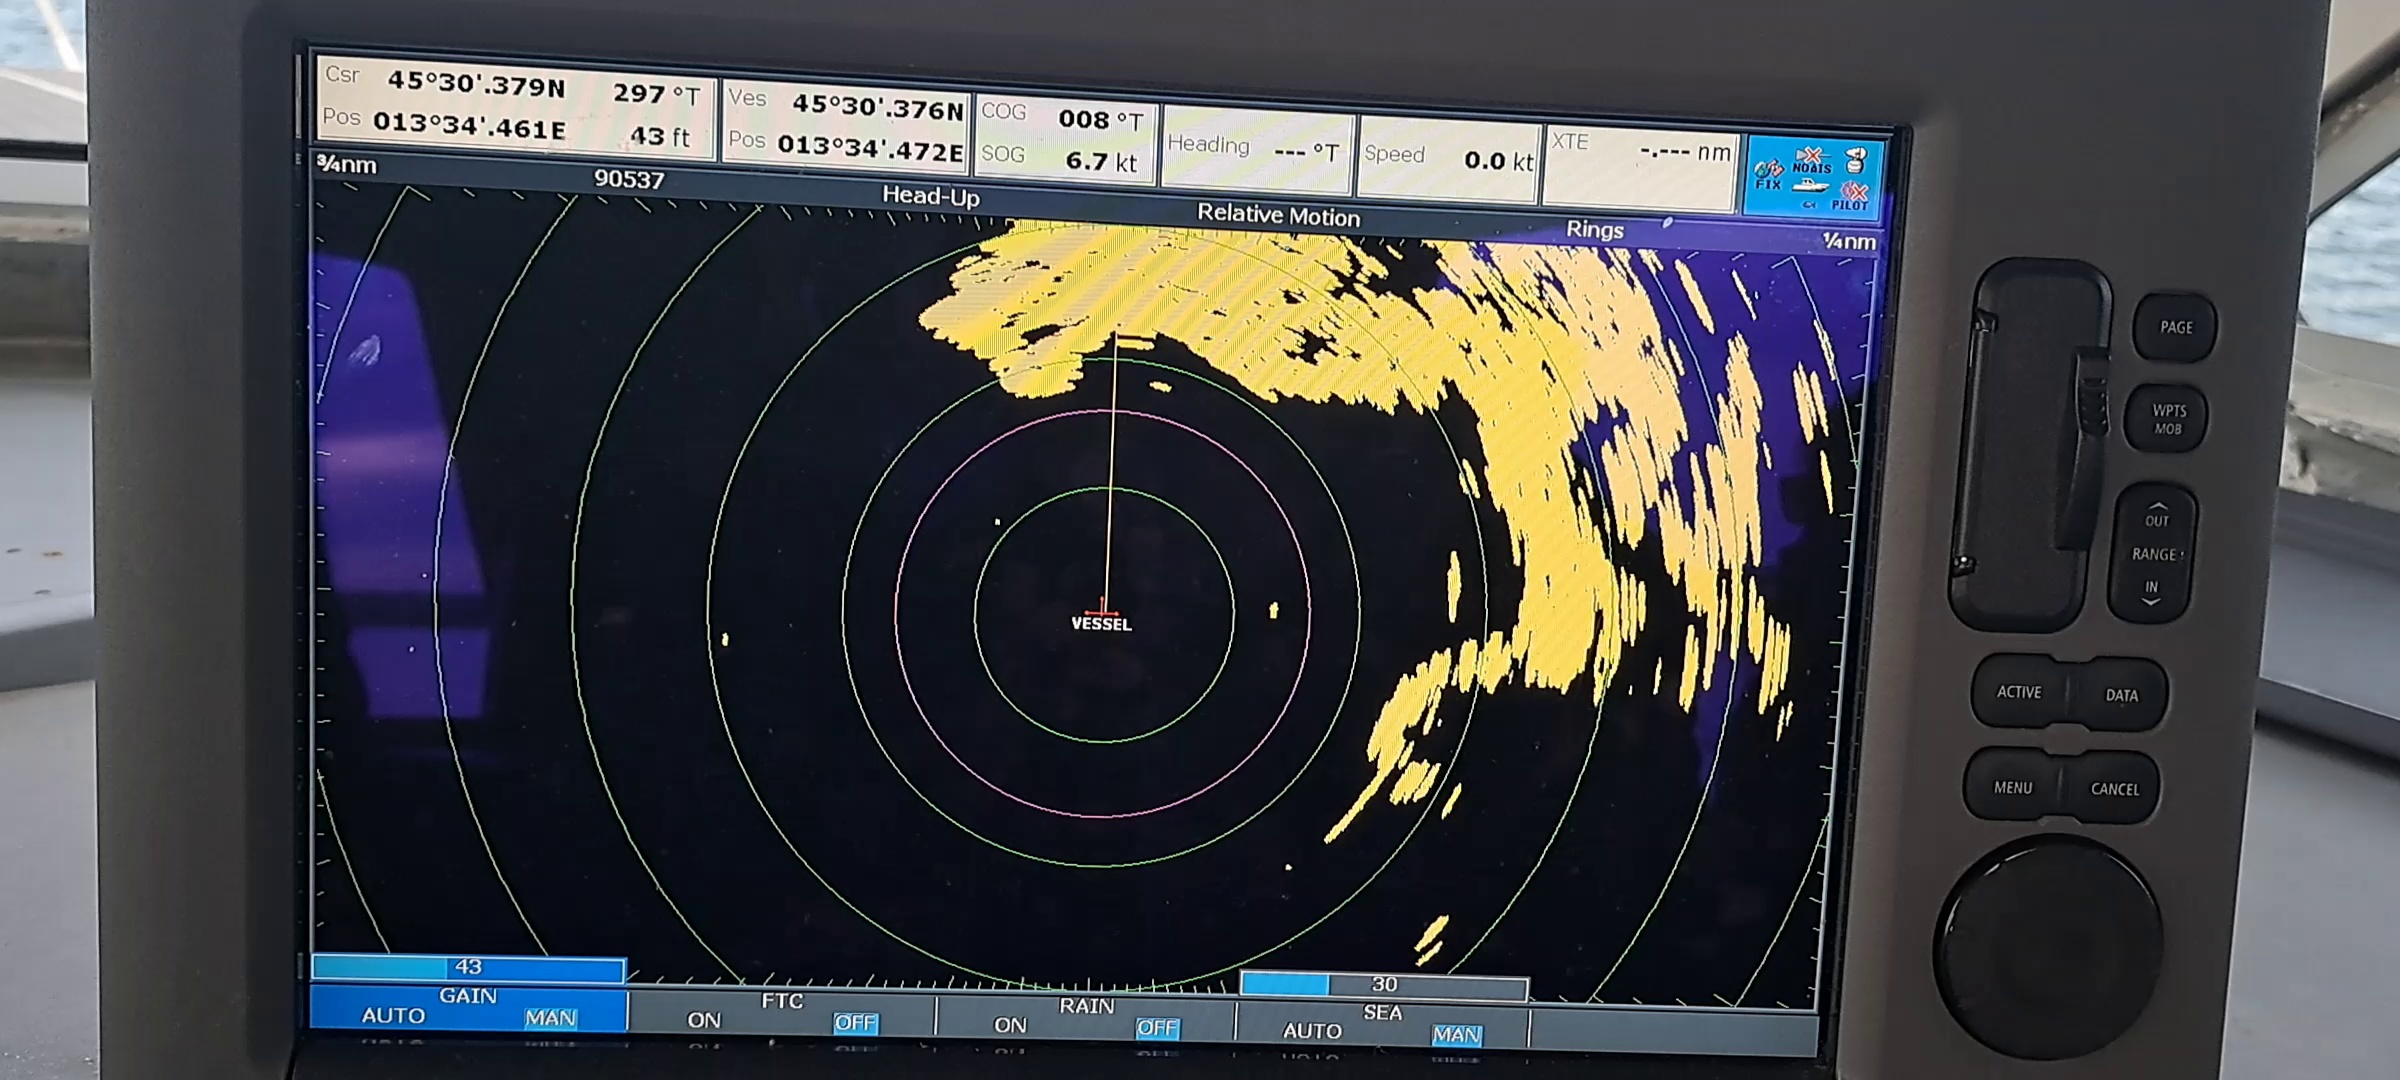 Csr 45°30'.379N 297 °T
Pos 013°34'.461E 43 ft
Ves 45°30'.376N
Pos 013°34'.472E
COG 008 °T
SOG 6.7 kt
Heading --- °T
Speed 0.0 kt
XTE -.--- nm
FIX NOAIS PILOT
¾nm 90537 Head-Up Relative Motion Rings ¼nm
VESSEL
43
GAIN
AUTO MAN
FTC
ON OFF
RAIN
ON OFF
30
SEA
AUTO MAN
PAGE
WPTS
MOB
OUT
RANGE
IN
ACTIVE DATA
MENU CANCEL